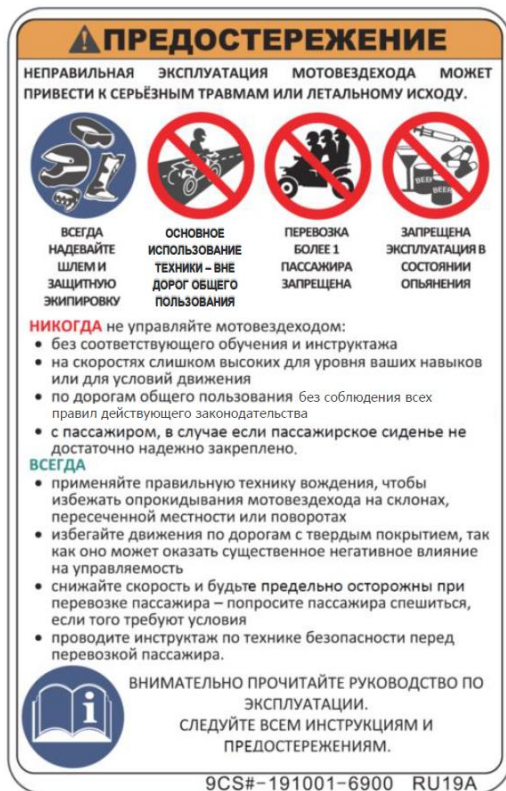 ПРЕДОСТЕРЕЖЕНИЕ
НЕПРАВИЛЬНАЯ ЭКСПЛУАТАЦИЯ МОТОВЕЗДЕХОДА МОЖЕТ
ПРИВЕСТИ К СЕРЬЁЗНЫМ ТРАВМАМ ИЛИ ЛЕТАЛЬНОМУ ИСХОДУ.
BEER
BEER
ВСЕГДА
НАДЕВАЙТЕ
ШЛЕМ И
ЗАЩИТНУЮ
ЭКИПИРОВКУ
ОСНОВНОЕ
ИСПОЛЬЗОВАНИЕ
ТЕХНИКИ – ВНЕ
ДОРОГ ОБЩЕГО
ПОЛЬЗОВАНИЯ
ПЕРЕВОЗКА
БОЛЕЕ 1
ПАССАЖИРА
ЗАПРЕЩЕНА
ЗАПРЕЩЕНА
ЭКСПЛУАТАЦИЯ В
СОСТОЯНИИ
ОПЬЯНЕНИЯ
НИКОГДА не управляйте мотовездеходом:
• без соответствующего обучения и инструктажа
• на скоростях слишком высоких для уровня ваших навыков
или для условий движения
• по дорогам общего пользования без соблюдения всех
правил действующего законодательства
• с пассажиром, в случае если пассажирское сиденье не
достаточно надежно закреплено.
ВСЕГДА
• применяйте правильную технику вождения, чтобы
избежать опрокидывания мотовездехода на склонах,
пересеченной местности или поворотах
• избегайте движения по дорогам с твердым покрытием, так
как оно может оказать существенное негативное влияние
на управляемость
• снижайте скорость и будьте предельно осторожны при
перевозке пассажира – попросите пассажира спешиться,
если того требуют условия
• проводите инструктаж по технике безопасности перед
перевозкой пассажира.
ВНИМАТЕЛЬНО ПРОЧИТАЙТЕ РУКОВОДСТВО ПО
ЭКСПЛУАТАЦИИ.
СЛЕДУЙТЕ ВСЕМ ИНСТРУКЦИЯМ И
ПРЕДОСТЕРЕЖЕНИЯМ.
9CS#-191001-6900 RU19A